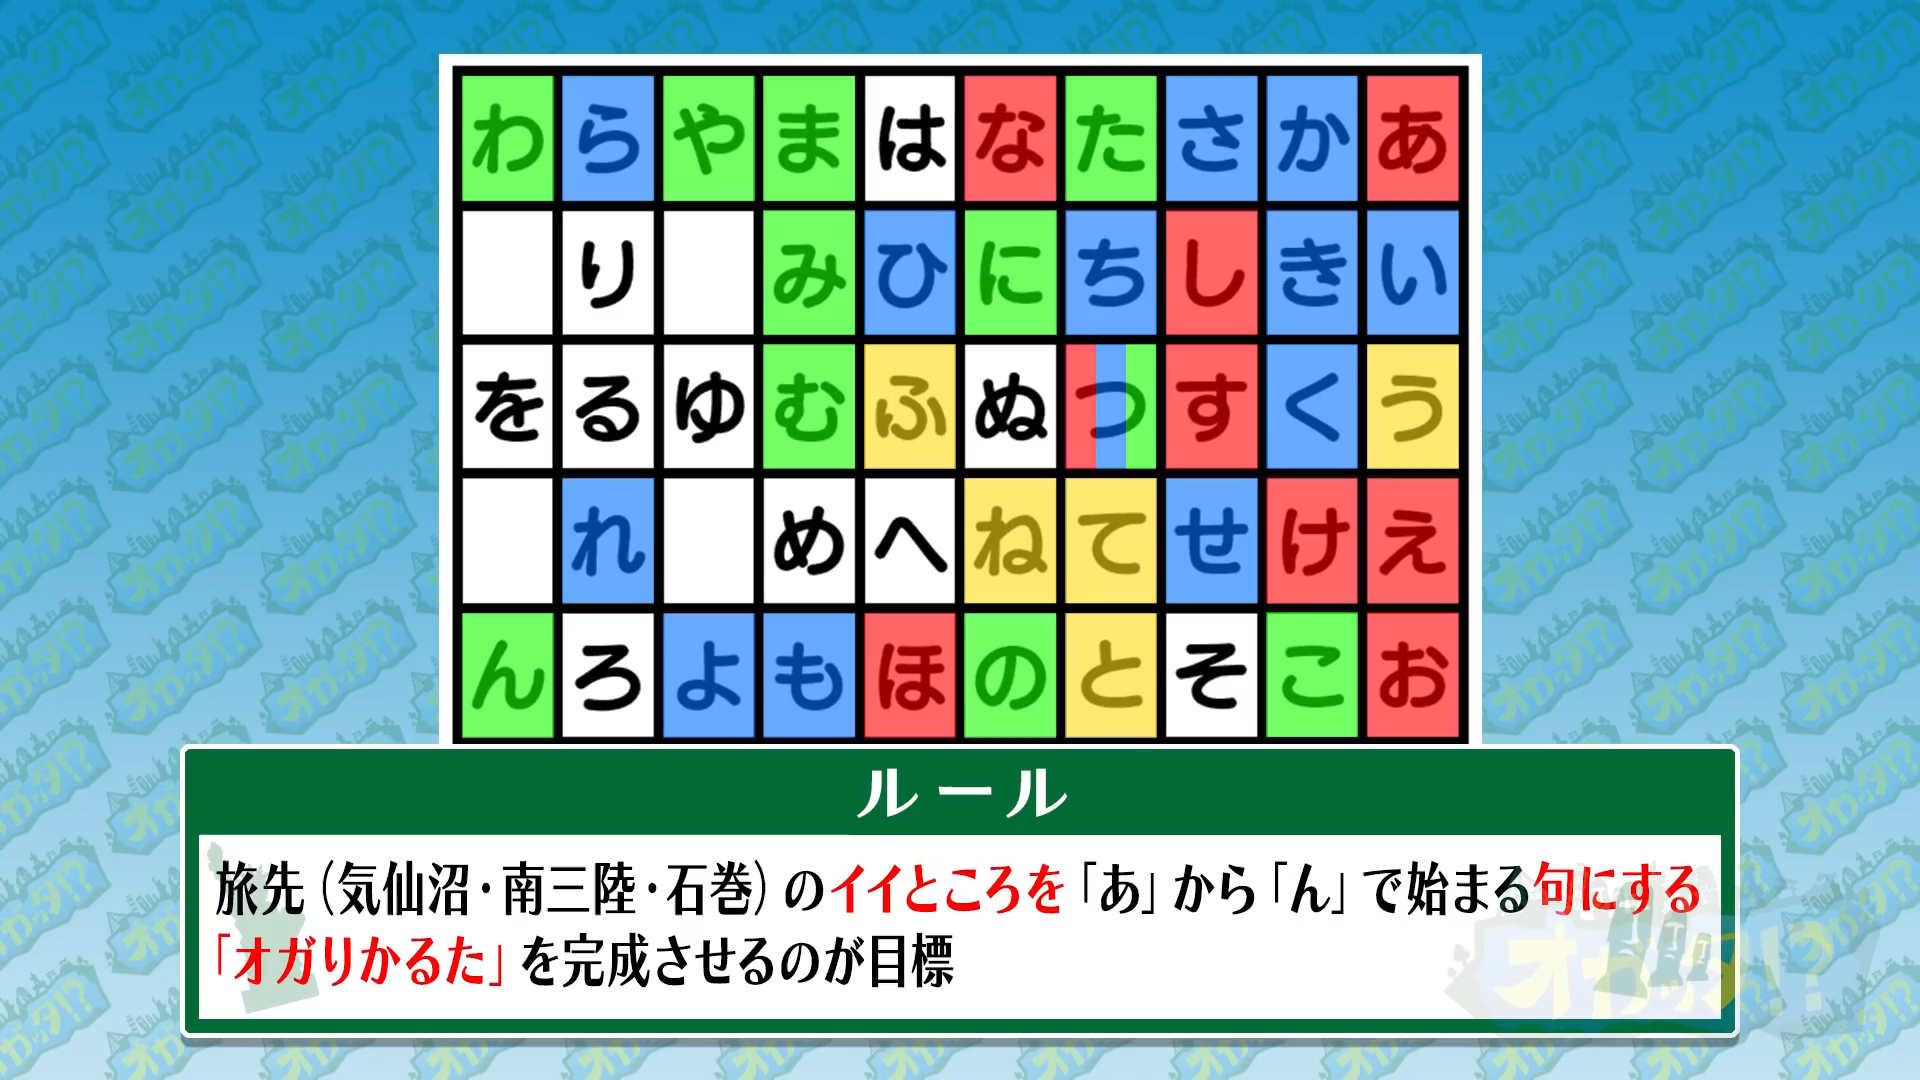 わ ら や ま は な た さ か あ
り み ひ に ち し き い
を る ゆ む ふ ぬ つ す く う
れ め へ ね て せ け え
ん ろ よ も ほ の と そ こ お
ルール
旅先(気仙沼・南三陸・石巻)のイイところを「あ」から「ん」で始まる句にする
「オガりかるた」を完成させるのが目標